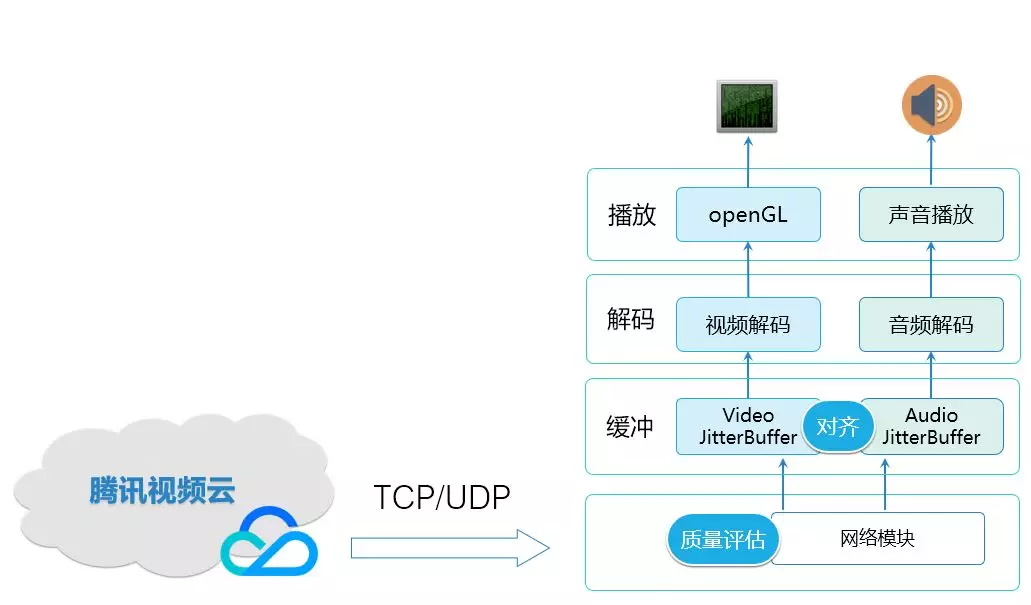 播放
openGL
声音播放
解码
视频解码
音频解码
缓冲
Video
JitterBuffer
对齐
Audio
JitterBuffer
腾讯视频云
TCP/UDP
质量评估
网络模块